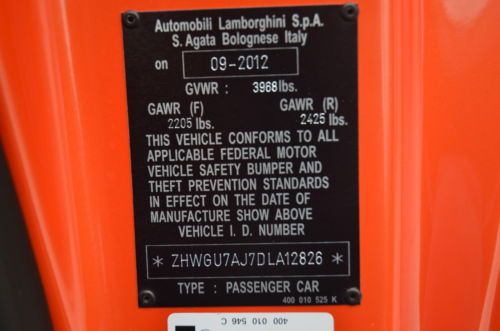 Automobili Lamborghini S.p.A.
S. Agata Bolognese Italy
on 09-2012
GVWR : 3968lbs.
GAWR (F) GAWR (R)
2205 lbs. 2425 lbs.
THIS VEHICLE CONFORMS TO ALL
APPLICABLE FEDERAL MOTOR
VEHICLE SAFETY BUMPER AND
THEFT PREVENTION STANDARDS
IN EFFECT ON THE DATE OF
MANUFACTURE SHOW ABOVE
VEHICLE I. D. NUMBER
* ZHWGU7AJ7DLA12826 *
TYPE : PASSENGER CAR
400 010 525 K
400 010 546 C